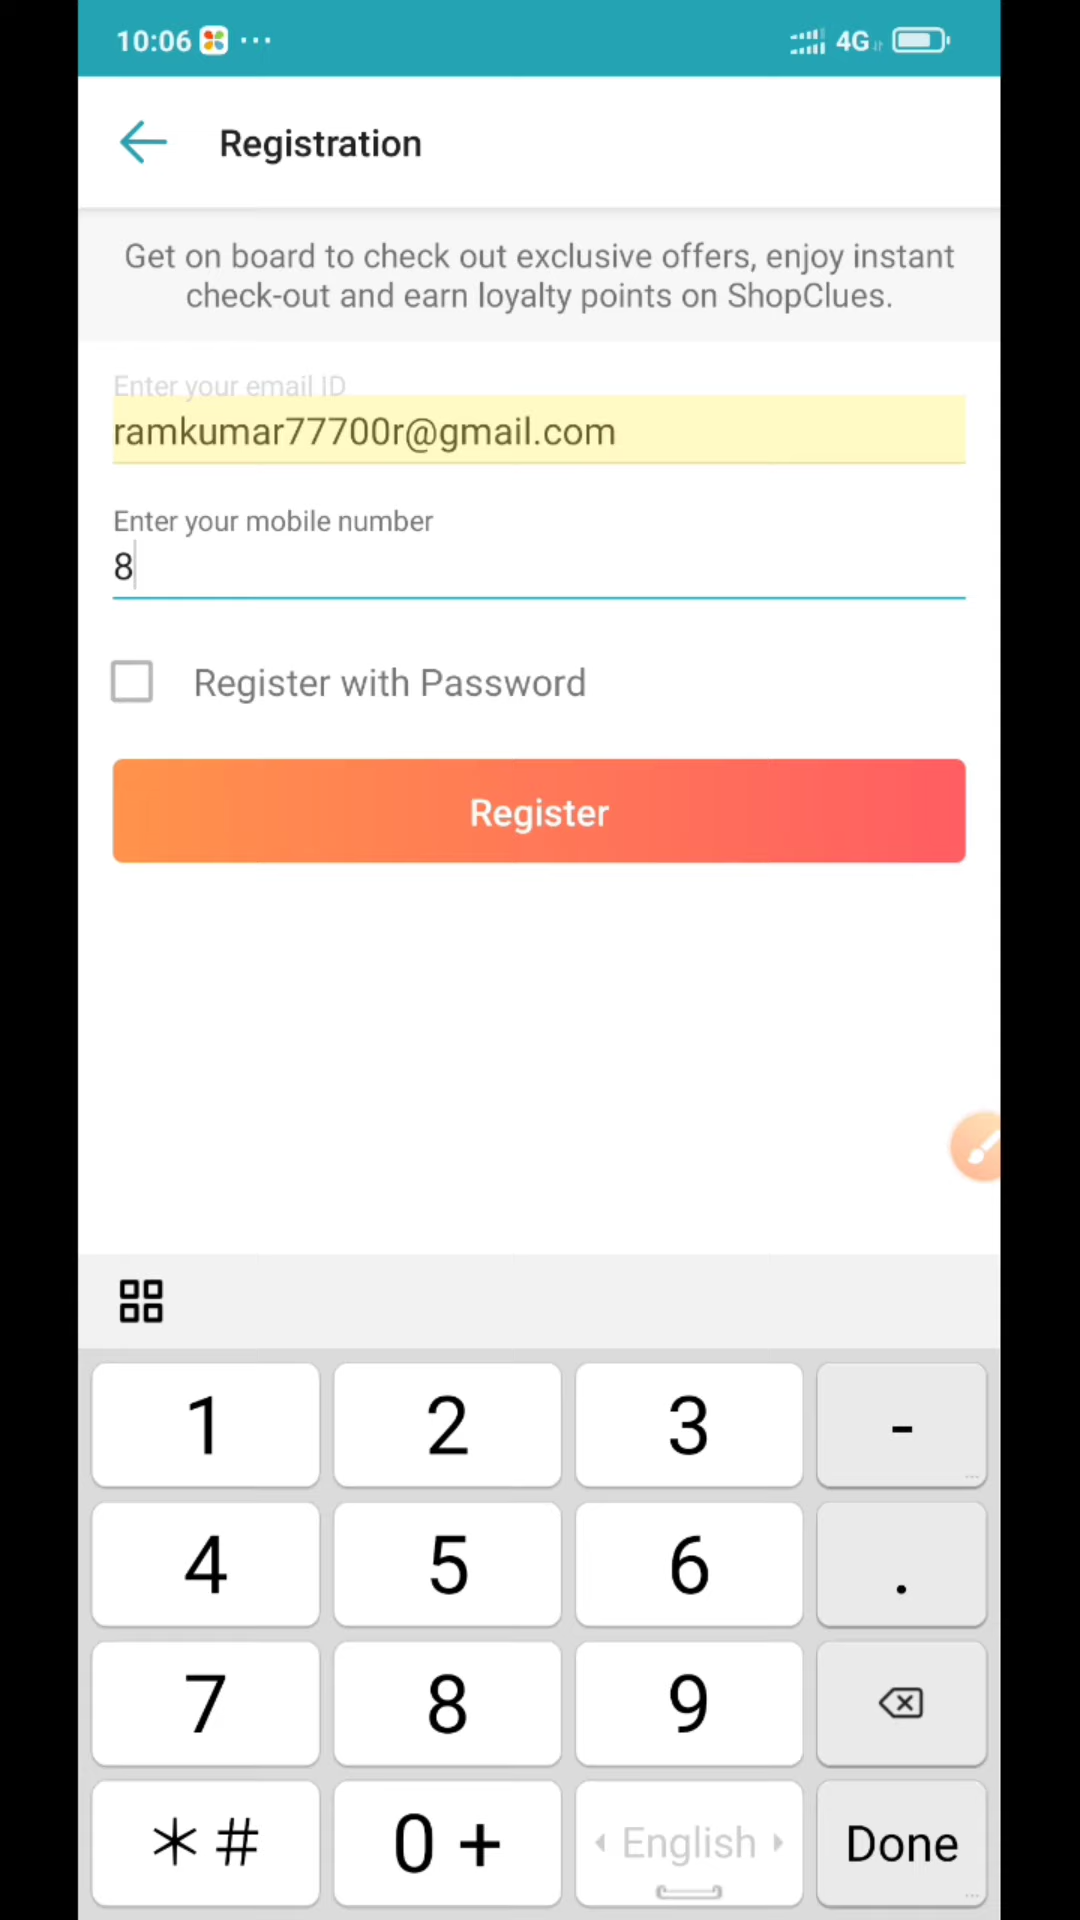 10:06 ... 4G
Registration
Get on board to check out exclusive offers, enjoy instant
check-out and earn loyalty points on ShopClues.
Enter your email ID
ramkumar77700r@gmail.com
Enter your mobile number
8
Register with Password
Register
1 2 3 -
4 5 6 .
7 8 9
*# 0 + English Done